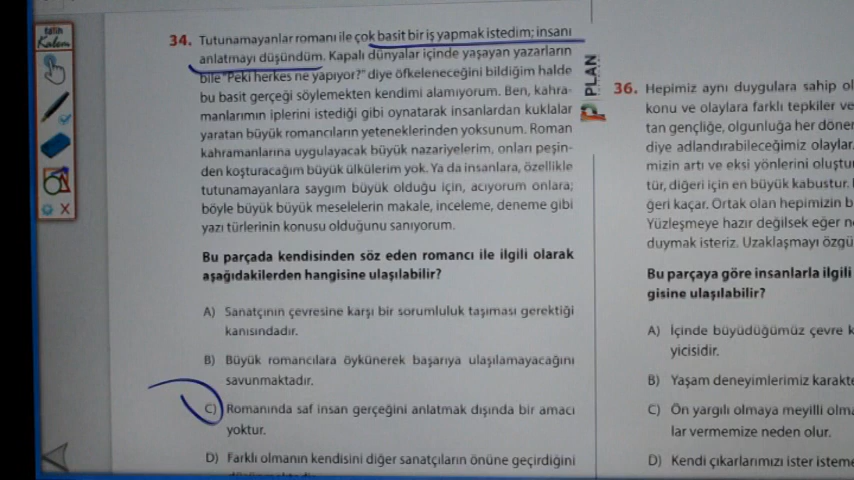 tatin
Kalem
34. Tutunamayanlar romanı ile çok basit bir iş yapmak istedim; insanı
anlatmayı düşündüm. Kapalı dünyalar içinde yaşayan yazarların
bile "Peki herkes ne yapıyor?" diye öfkeleneceğini bildiğim halde
bu basit gerçeği söylemekten kendimi alamıyorum. Ben, kahra-
manlarımın iplerini istediği gibi oynatarak insanlardan kuklalar
yaratan büyük romancıların yeteneklerinden yoksunum. Roman
kahramanlarına uygulayacak büyük nazariyelerim, onları peşin-
den koşturacağım büyük ülkülerim yok. Ya da insanlara, özellikle
tutunamayanlara saygım büyük olduğu için, acıyorum onlara;
böyle büyük büyük meselelerin makale, inceleme, deneme gibi
yazı türlerinin konusu olduğunu sanıyorum.
Bu parçada kendisinden söz eden romancı ile ilgili olarak
aşağıdakilerden hangisine ulaşılabilir?
A) Sanatçının çevresine karşı bir sorumluluk taşıması gerektiği
kanısındadır.
B) Büyük romancılara öykünerek başarıya ulaşılamayacağını
savunmaktadır.
C) Romanında saf insan gerçeğini anlatmak dışında bir amacı
yoktur.
D) Farklı olmanın kendisini diğer sanatçıların önüne geçirdiğini
PLAN
36. Hepimiz aynı duygulara sahip ol
konu ve olaylara farklı tepkiler ve
tan gençliğe, olgunluğa her döner
diye adlandırabileceğimiz olaylar
mizin artı ve eksi yönlerini oluştu
tür, diğeri için en büyük kabustur.
ğeri kaçar. Ortak olan hepimizin b
Yüzleşmeye hazır değilsek eğer n
duymak isteriz. Uzaklaşmayı özgü
Bu parçaya göre insanlarla ilgili
gisine ulaşılabilir?
A) İçinde büyüdüğümüz çevre k
yicisidir.
B) Yaşam deneyimlerimiz karakt
C) Ön yargılı olmaya meyilli olm
lar vermemize neden olur.
D) Kendi çıkarlarımızı ister isteme